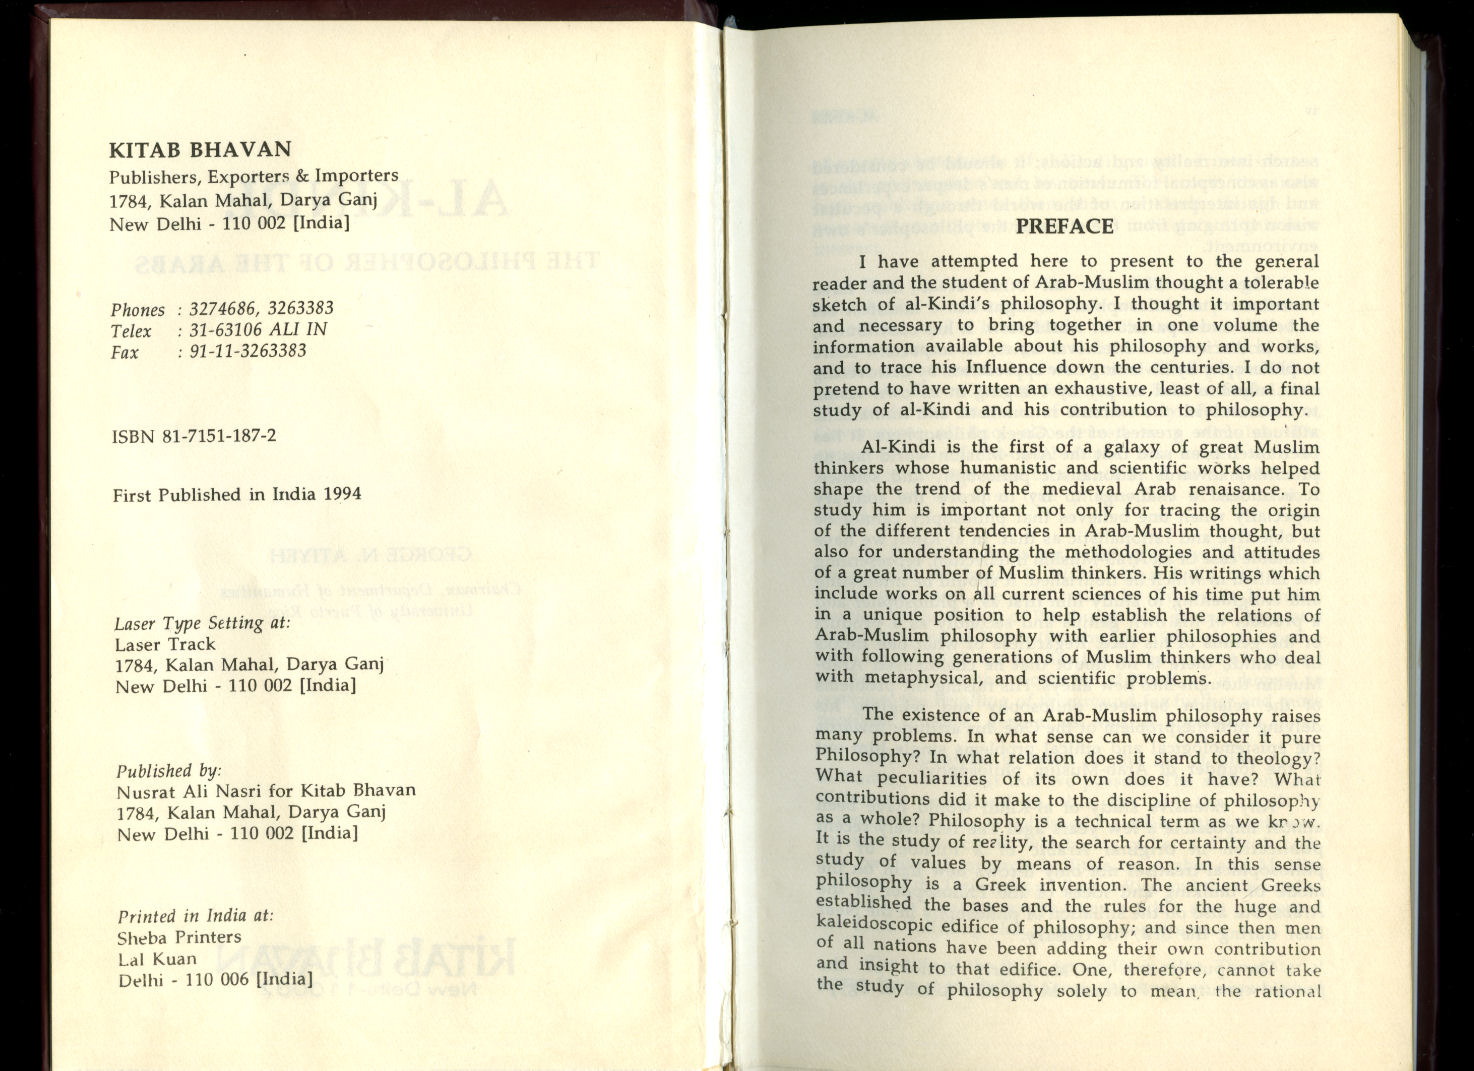 KITAB BHAVAN
Publishers, Exporters & Importers
1784, Kalan Mahal, Darya Ganj
New Delhi - 110 002 [India]
Phones : 3274686, 3263383
Telex : 31-63106 ALI IN
Fax : 91-11-3263383
ISBN 81-7151-187-2
First Published in India 1994
Laser Type Setting at:
Laser Track
1784, Kalan Mahal, Darya Ganj
New Delhi - 110 002 [India]
Published by:
Nusrat Ali Nasri for Kitab Bhavan
1784, Kalan Mahal, Darya Ganj
New Delhi - 110 002 [India]
Printed in India at:
Sheba Printers
Lal Kuan
Delhi - 110 006 [India]
PREFACE
I have attempted here to present to the general
reader and the student of Arab-Muslim thought a tolerable
sketch of al-Kindi's philosophy. I thought it important
and necessary to bring together in one volume the
information available about his philosophy and works,
and to trace his Influence down the centuries. I do not
pretend to have written an exhaustive, least of all, a final
study of al-Kindi and his contribution to philosophy.
Al-Kindi is the first of a galaxy of great Muslim
thinkers whose humanistic and scientific works helped
shape the trend of the medieval Arab renaisance. To
study him is important not only for tracing the origin
of the different tendencies in Arab-Muslim thought, but
also for understanding the methodologies and attitudes
of a great number of Muslim thinkers. His writings which
include works on all current sciences of his time put him
in a unique position to help establish the relations of
Arab-Muslim philosophy with earlier philosophies and
with following generations of Muslim thinkers who deal
with metaphysical, and scientific problems.
The existence of an Arab-Muslim philosophy raises
many problems. In what sense can we consider it pure
Philosophy? In what relation does it stand to theology?
What peculiarities of its own does it have? What
contributions did it make to the discipline of philosophy
as a whole? Philosophy is a technical term as we know.
It is the study of reality, the search for certainty and the
study of values by means of reason. In this sense
philosophy is a Greek invention. The ancient Greeks
established the bases and the rules for the huge and
kaleidoscopic edifice of philosophy; and since then men
of all nations have been adding their own contribution
and insight to that edifice. One, therefore, cannot take
the study of philosophy solely to mean the rational